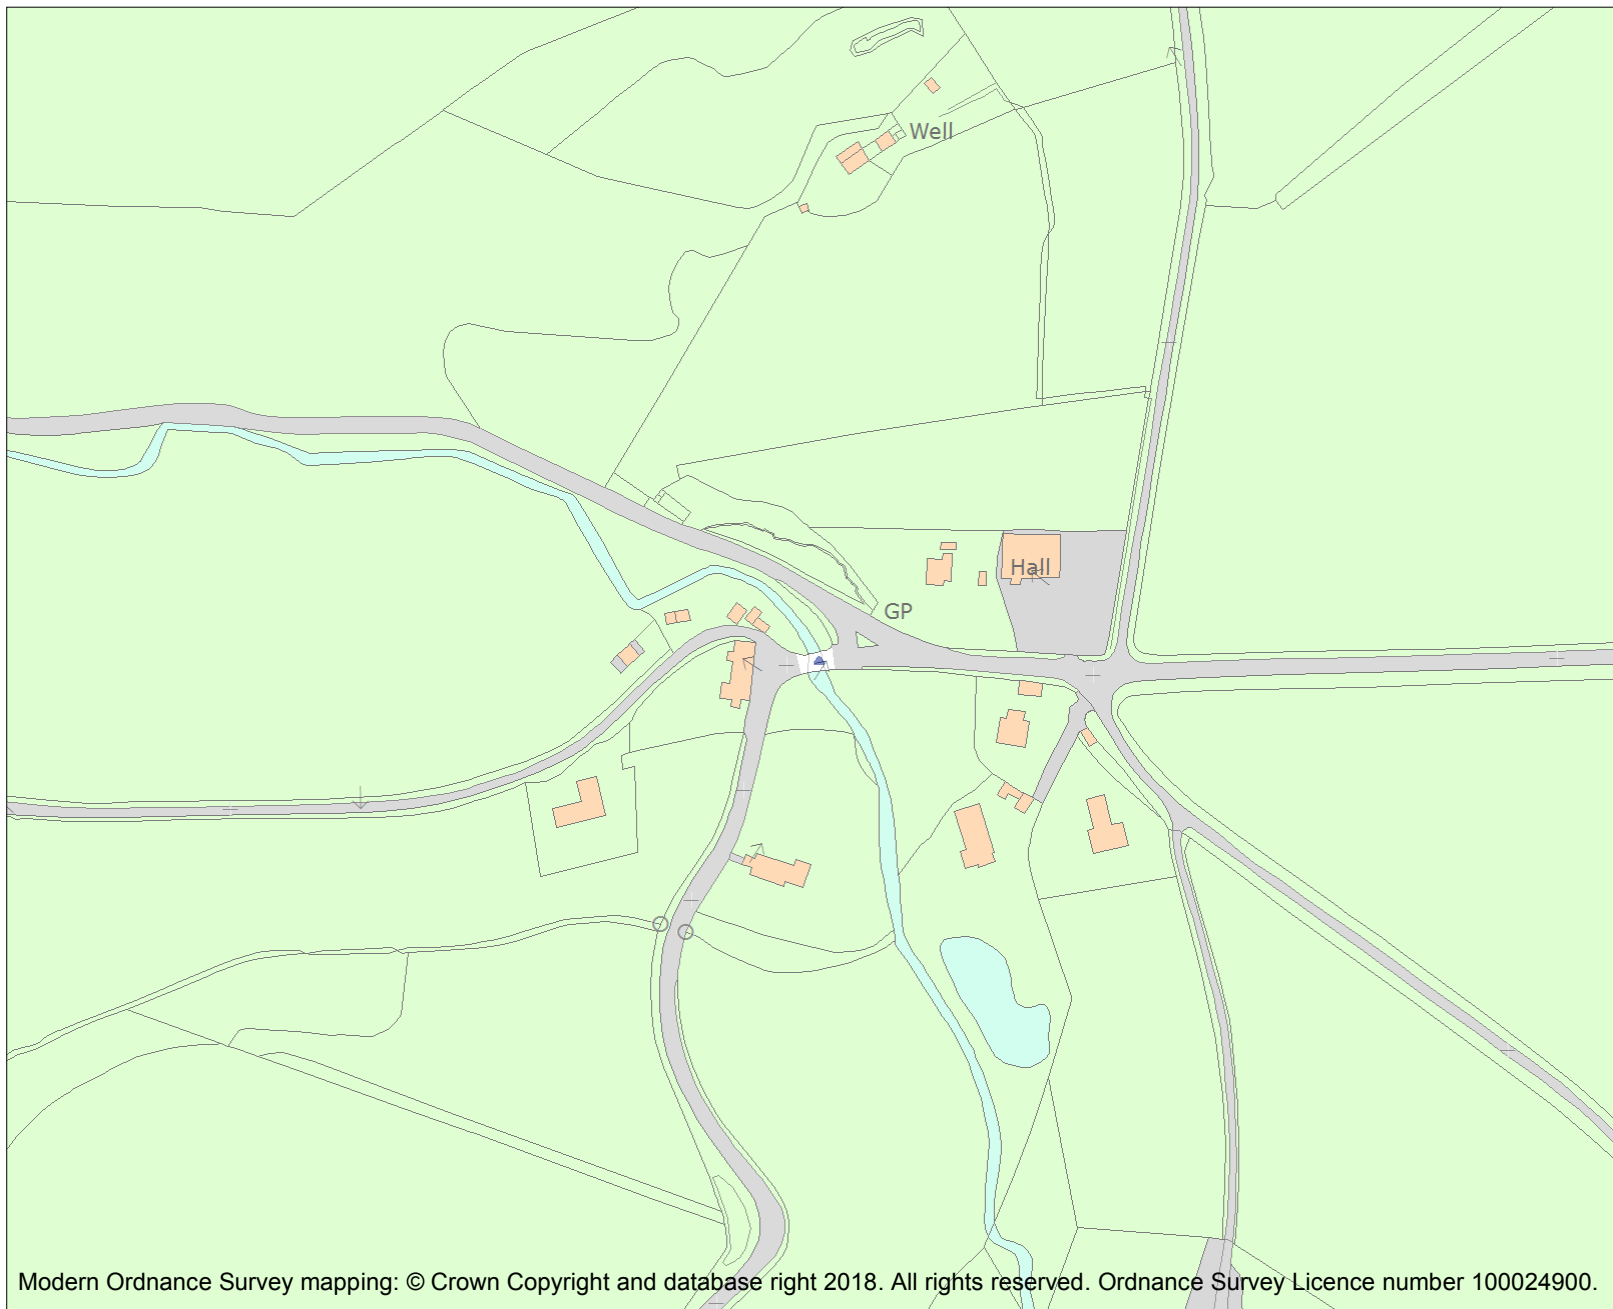 Well
Hall
GP
Modern Ordnance Survey mapping: © Crown Copyright and database right 2018. All rights reserved. Ordnance Survey Licence number 100024900.